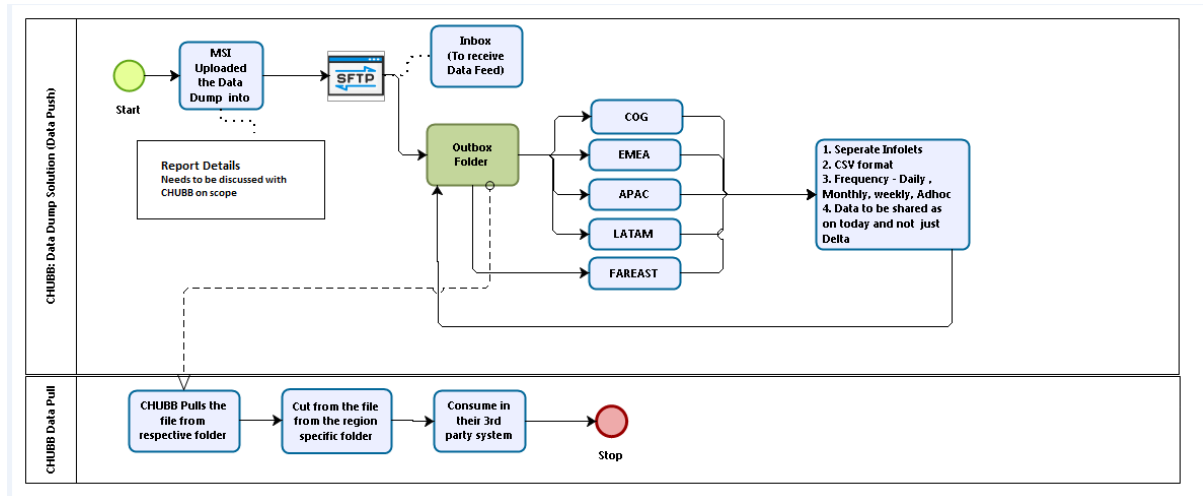 CHUBB: Data Dump Solution (Data Push)
Start
MSI
Uploaded
the Data
Dump into
Report Details
Needs to be discussed with
CHUBB on scope
SFTP
Inbox
(To receive
Data Feed)
Outbox
Folder
COG
EMEA
APAC
LATAM
FAREAST
1. Seperate Infolets
2. CSV format
3. Frequency - Daily ,
Monthly, weekly, Adhoc
4. Data to be shared as
on today and not just
Delta
CHUBB Data Pull
CHUBB Pulls the
file from
respective folder
Cut from the file
from the region
specific folder
Consume in
their 3rd
party system
Stop